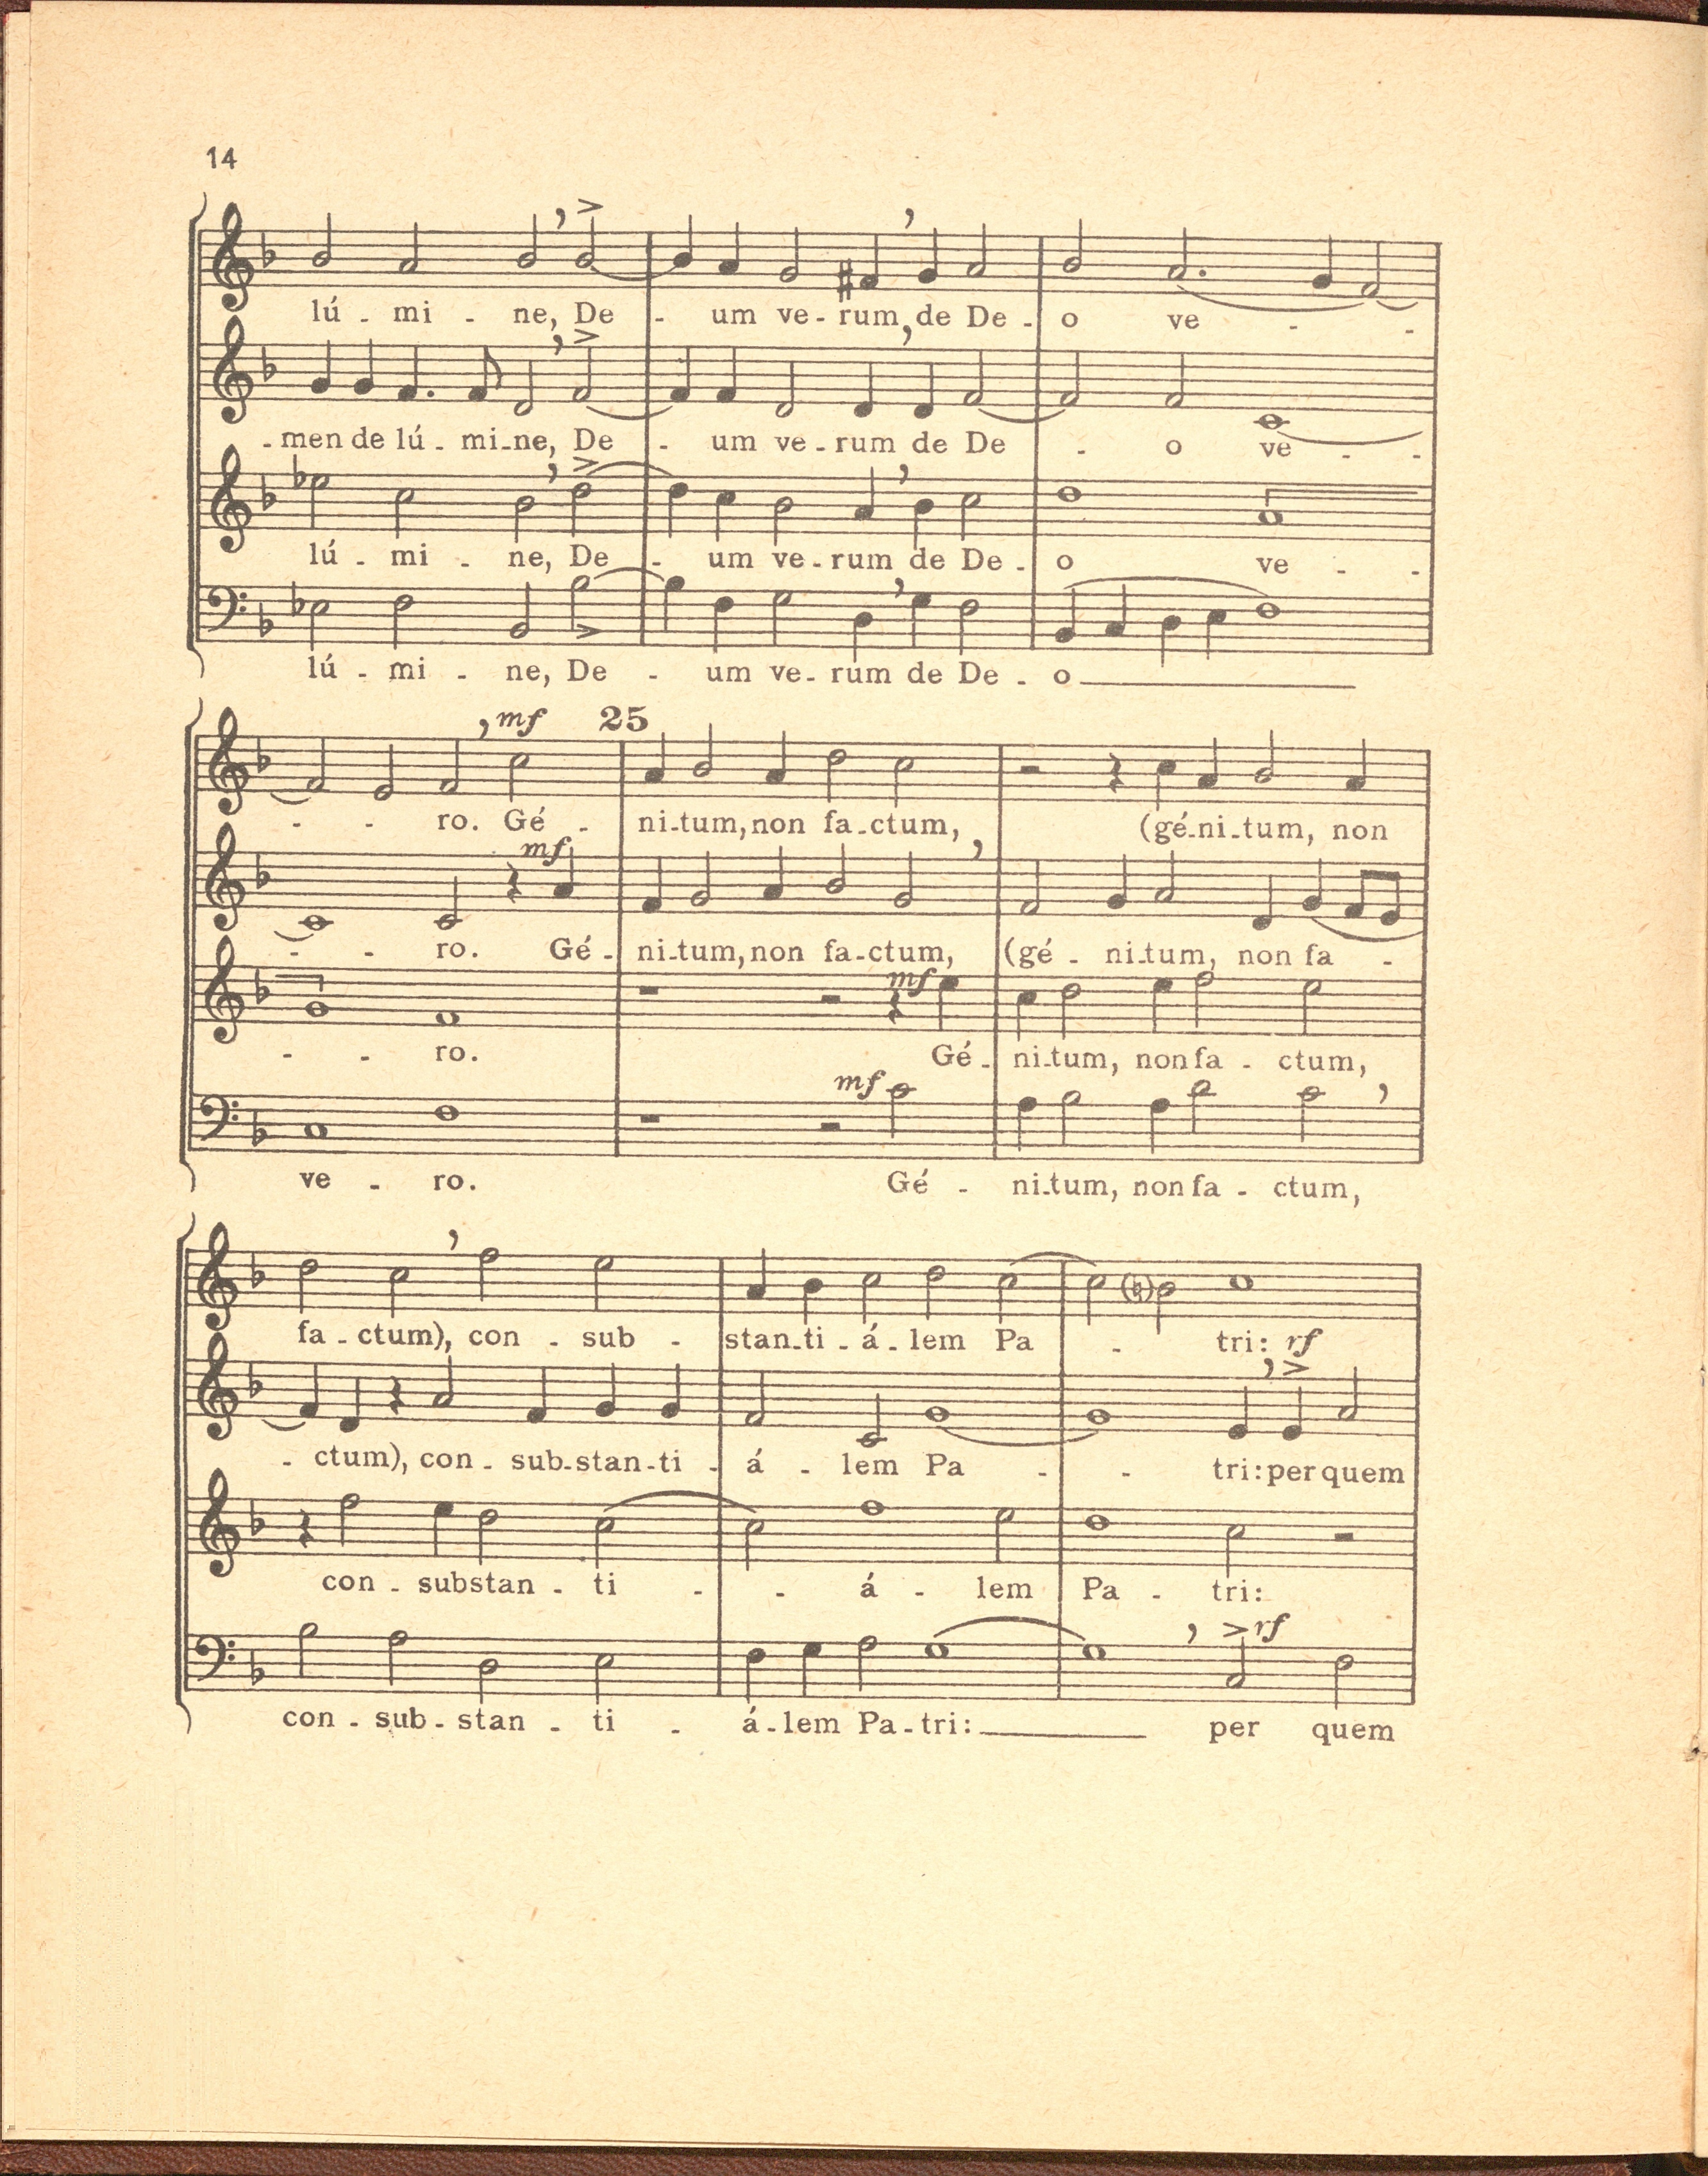 14
lú - mi - ne, De - um ve - rum, de De - o ve - -
- men de lú - mi - ne, De - um ve - rum de De - o ve - -
lú - mi - ne, De - um ve - rum de De - o ve - -
lú - mi - ne, De - um ve - rum de De - o
mf 25
- - ro. Gé - ni - tum, non fa - ctum, (gé - ni - tum, non
mf
- - ro. Gé - ni - tum, non fa - ctum, (gé - ni - tum, non fa -
mf
- - ro. Gé - ni - tum, non fa - ctum,
mf
ve - ro. Gé - ni - tum, non fa - ctum,
fa - ctum), con - sub - stan - ti - á - lem Pa - tri: rf
- ctum), con - sub - stan - ti - á - lem Pa - - tri: per quem
con - substan - ti - - á - lem Pa - tri:
rf
con - sub - stan - ti - á - lem Pa - tri: per quem